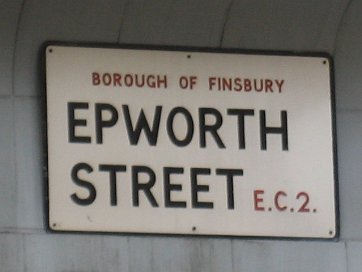 BOROUGH OF FINSBURY
EPWORTH
STREET E.C.2.